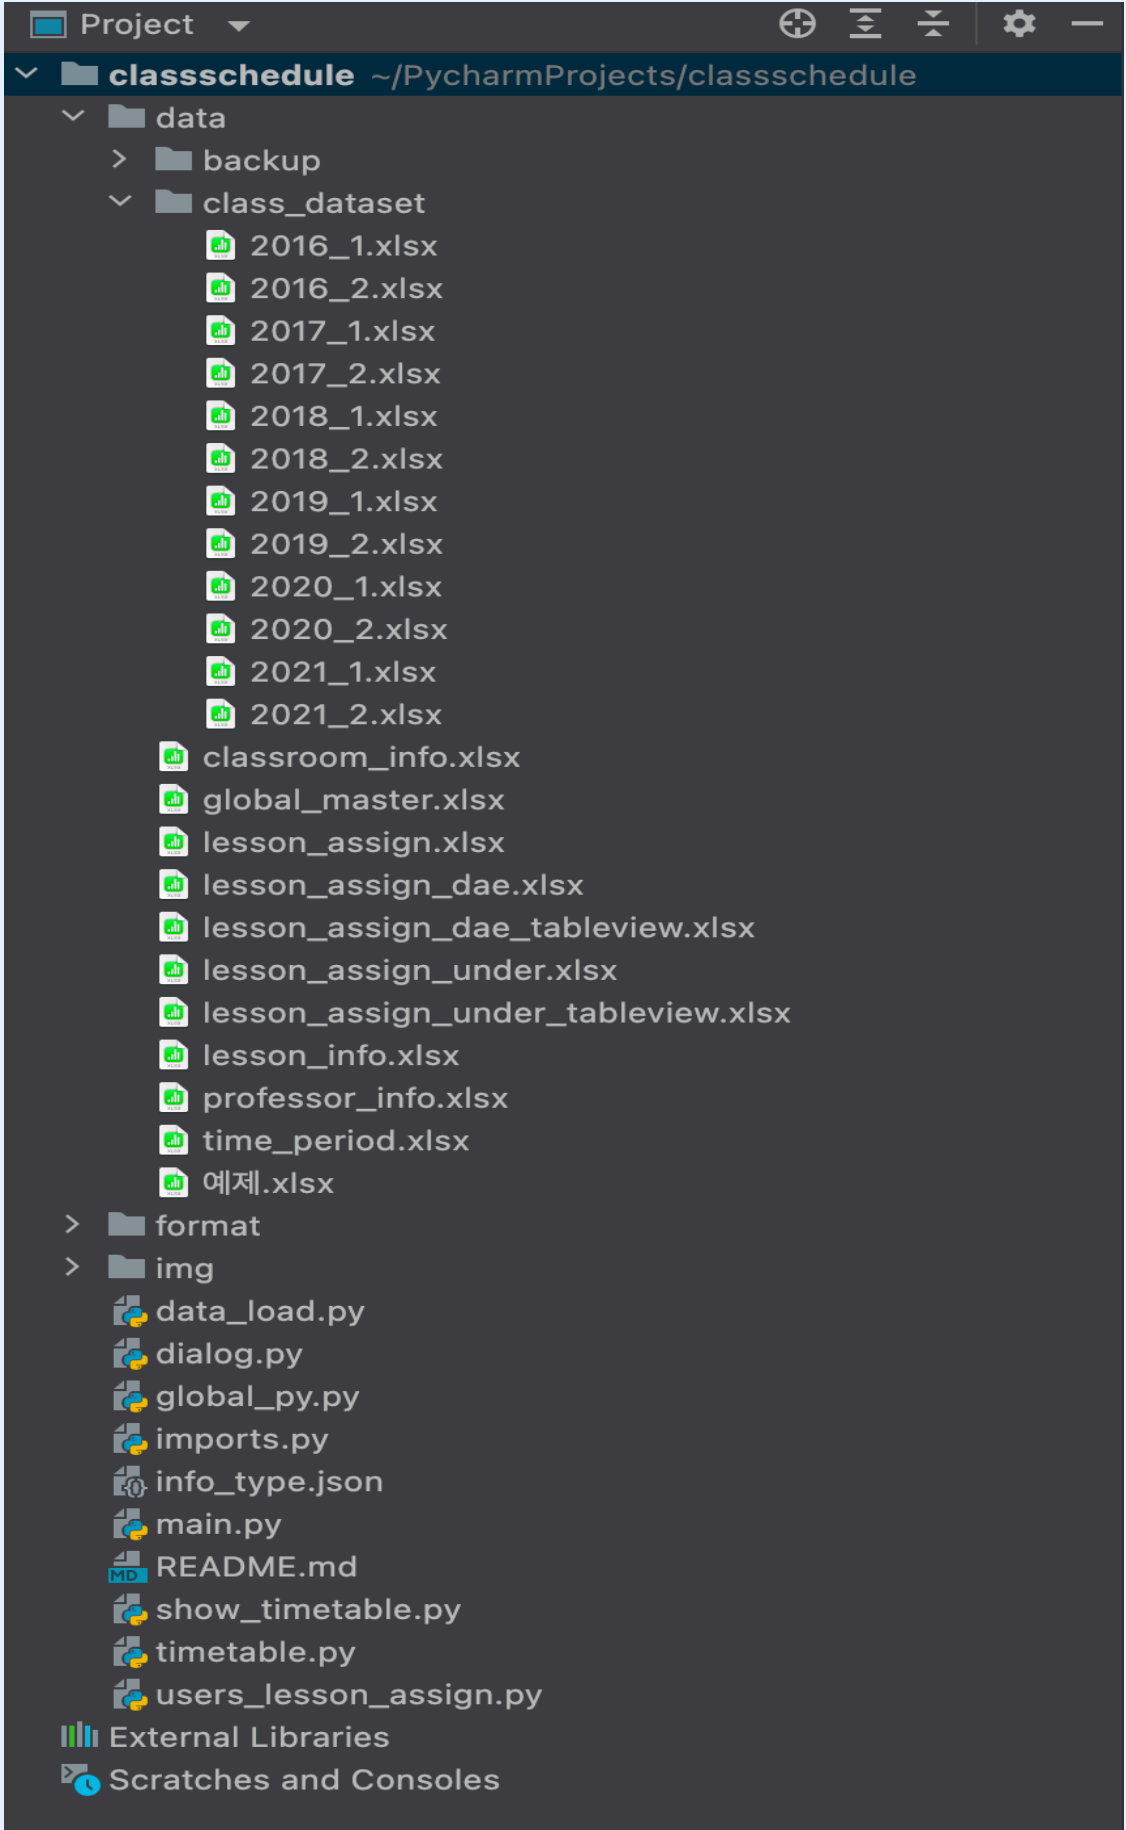 Project
classschedule ~/PycharmProjects/classschedule
data
backup
class_dataset
2016_1.xlsx
2016_2.xlsx
2017_1.xlsx
2017_2.xlsx
2018_1.xlsx
2018_2.xlsx
2019_1.xlsx
2019_2.xlsx
2020_1.xlsx
2020_2.xlsx
2021_1.xlsx
2021_2.xlsx
classroom_info.xlsx
global_master.xlsx
lesson_assign.xlsx
lesson_assign_dae.xlsx
lesson_assign_dae_tableview.xlsx
lesson_assign_under.xlsx
lesson_assign_under_tableview.xlsx
lesson_info.xlsx
professor_info.xlsx
time_period.xlsx
예제.xlsx
format
img
data_load.py
dialog.py
global_py.py
imports.py
info_type.json
main.py
MD README.md
show_timetable.py
timetable.py
users_lesson_assign.py
External Libraries
Scratches and Consoles